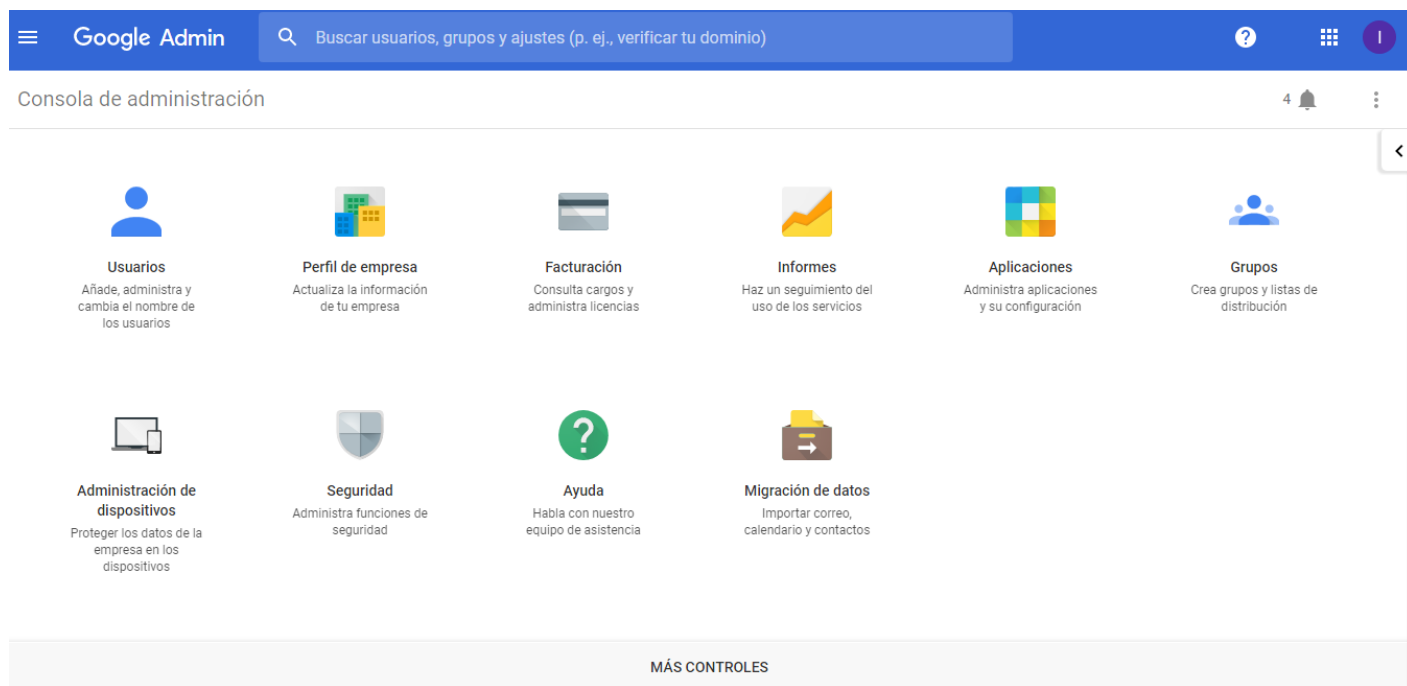 Google Admin
Buscar usuarios, grupos y ajustes (p. ej., verificar tu dominio)
?
I
Consola de administración
4
Usuarios
Añade, administra y
cambia el nombre de
los usuarios
Perfil de empresa
Actualiza la información
de tu empresa
Facturación
Consulta cargos y
administra licencias
Informes
Haz un seguimiento del
uso de los servicios
Aplicaciones
Administra aplicaciones
y su configuración
Grupos
Crea grupos y listas de
distribución
Administración de
dispositivos
Proteger los datos de la
empresa en los
dispositivos
Seguridad
Administra funciones de
seguridad
?
Ayuda
Habla con nuestro
equipo de asistencia
Migración de datos
Importar correo,
calendario y contactos
MÁS CONTROLES